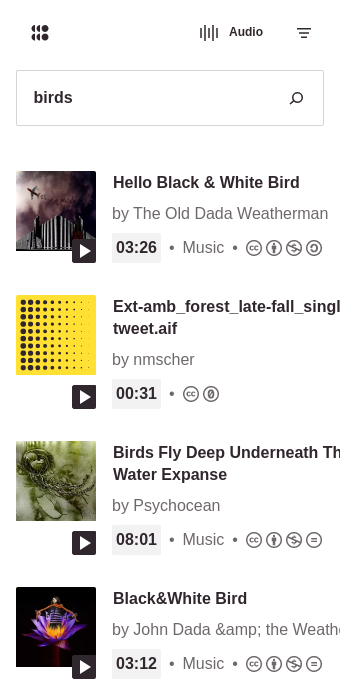 Audio
birds
Hello Black & White Bird
by The Old Dada Weatherman
03:26 • Music •
Ext-amb_forest_late-fall_singl
tweet.aif
by nmscher
00:31 •
Birds Fly Deep Underneath Th
Water Expanse
by Psychocean
08:01 • Music •
Black&White Bird
by John Dada &amp; the Weathe
03:12 • Music •